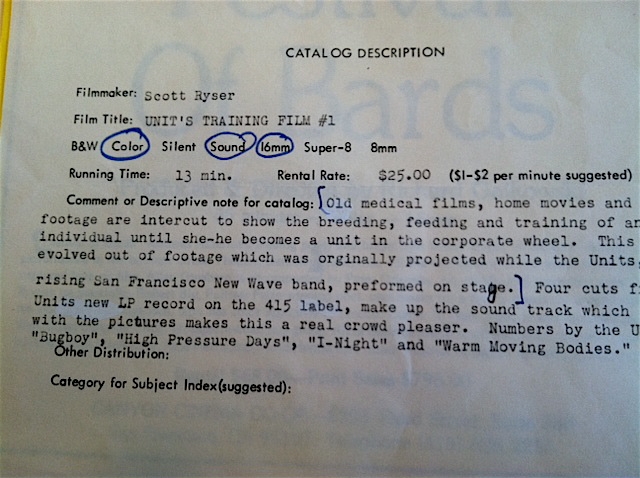 Festival
Of Bards
CATALOG DESCRIPTION
Filmmaker: Scott Ryser
Film Title: UNIT'S TRAINING FILM #1
B&W Color Silent Sound 16mm Super-8 8mm
Running Time: 13 min. Rental Rate: $25.00 ($1-$2 per minute suggested)
Comment or Descriptive note for catalog: [Old medical films, home movies and
footage are intercut to show the breeding, feeding and training of an
individual until she-he becomes a unit in the corporate wheel. This
evolved out of footage which was orginally projected while the Units,
rising San Francisco New Wave band, preformed on stage.] Four cuts f
Units new LP record on the 415 label, make up the sound track which
with the pictures makes this a real crowd pleaser. Numbers by the U
"Bugboy", "High Pressure Days", "I-Night" and "Warm Moving Bodies."
Other Distribution:
Category for Subject Index(suggested):